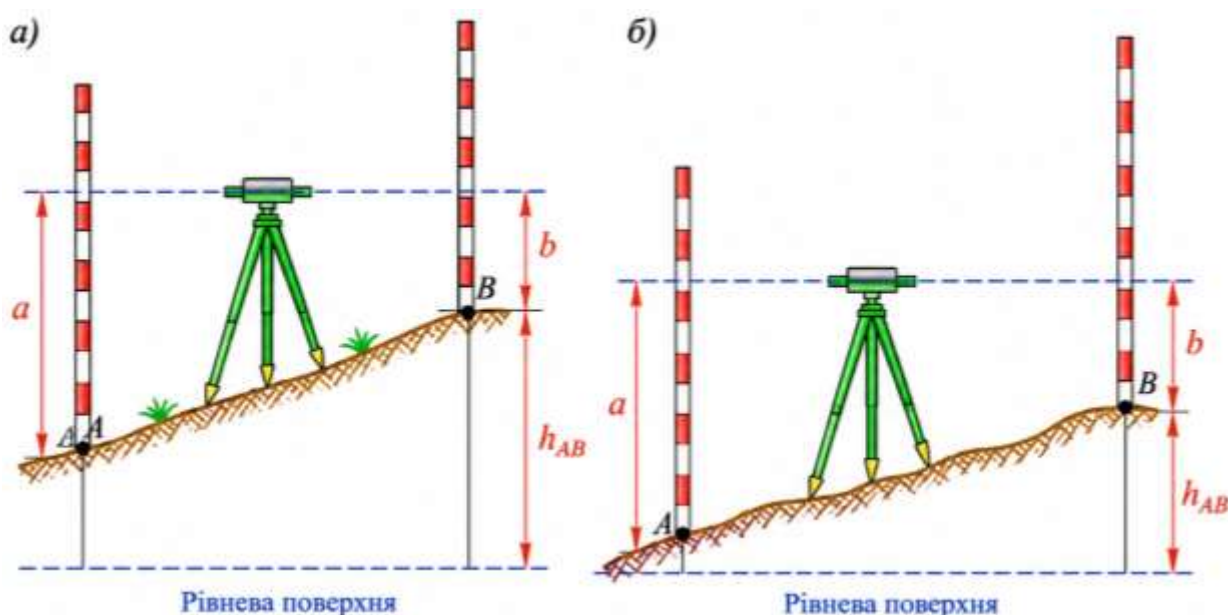 а)
a
A A
b
B
h_AB
Рівнева поверхня
б)
a
A
b
B
h_AB
Рівнева поверхня